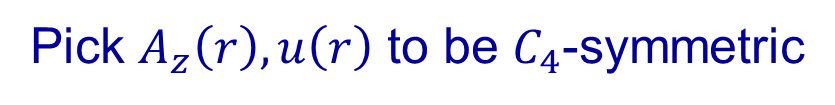 Pick $A_z(r), u(r)$ to be $C_4$-symmetric